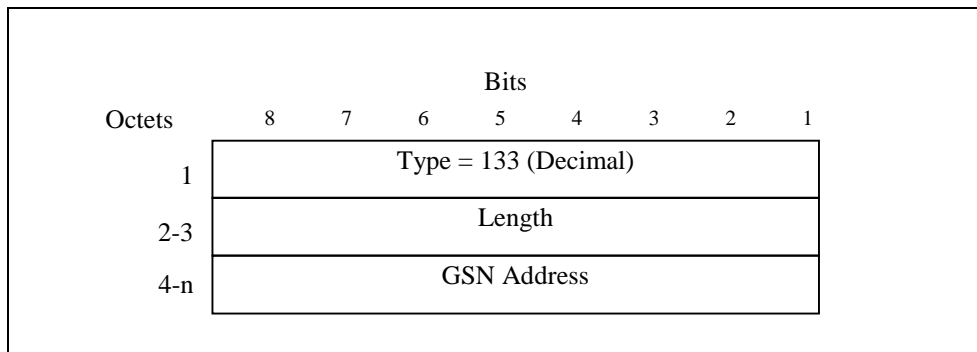 Bits
Octets 8 7 6 5 4 3 2 1
1 Type = 133 (Decimal)
2-3 Length
4-n GSN Address